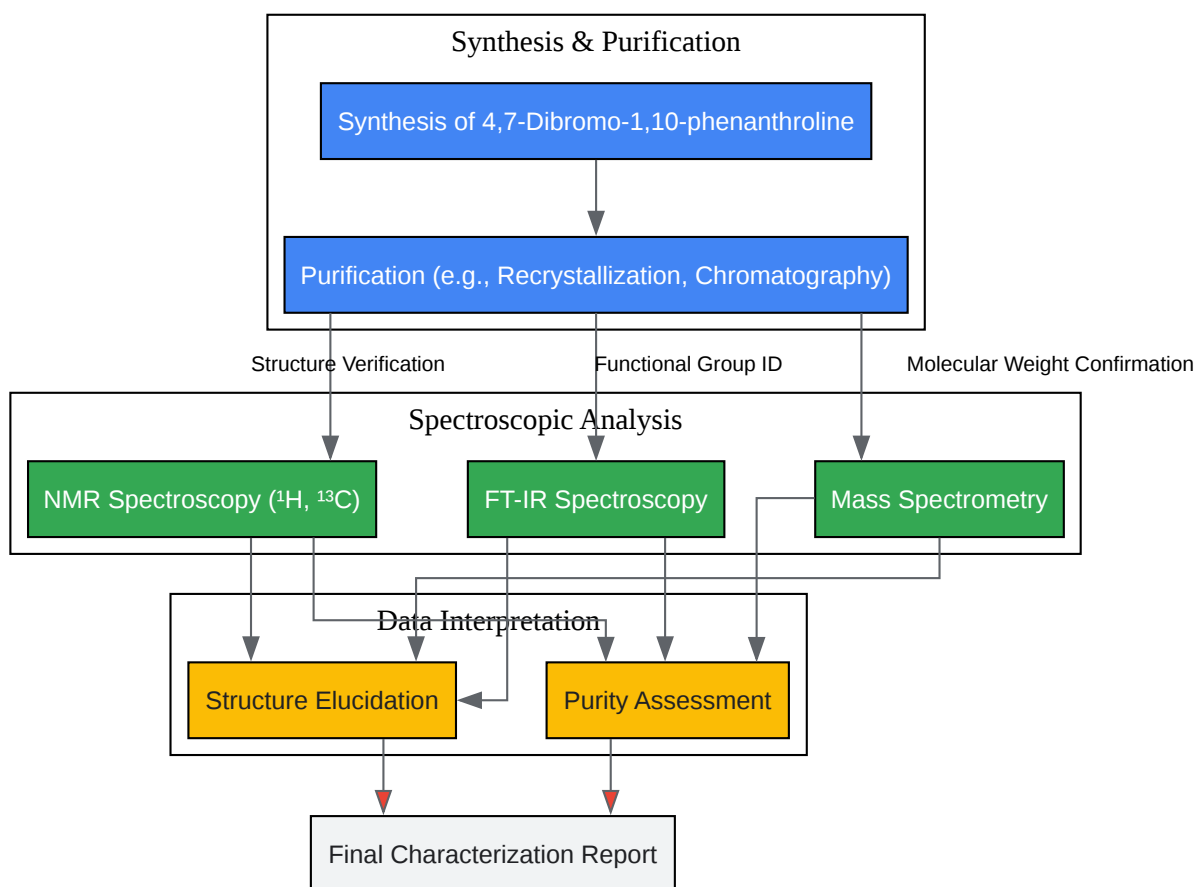 Synthesis & Purification
Synthesis of 4,7-Dibromo-1,10-phenanthroline
Purification (e.g., Recrystallization, Chromatography)
Structure Verification
Functional Group ID
Molecular Weight Confirmation
Spectroscopic Analysis
NMR Spectroscopy (¹H, ¹³C)
FT-IR Spectroscopy
Mass Spectrometry
Data Interpretation
Structure Elucidation
Purity Assessment
Final Characterization Report